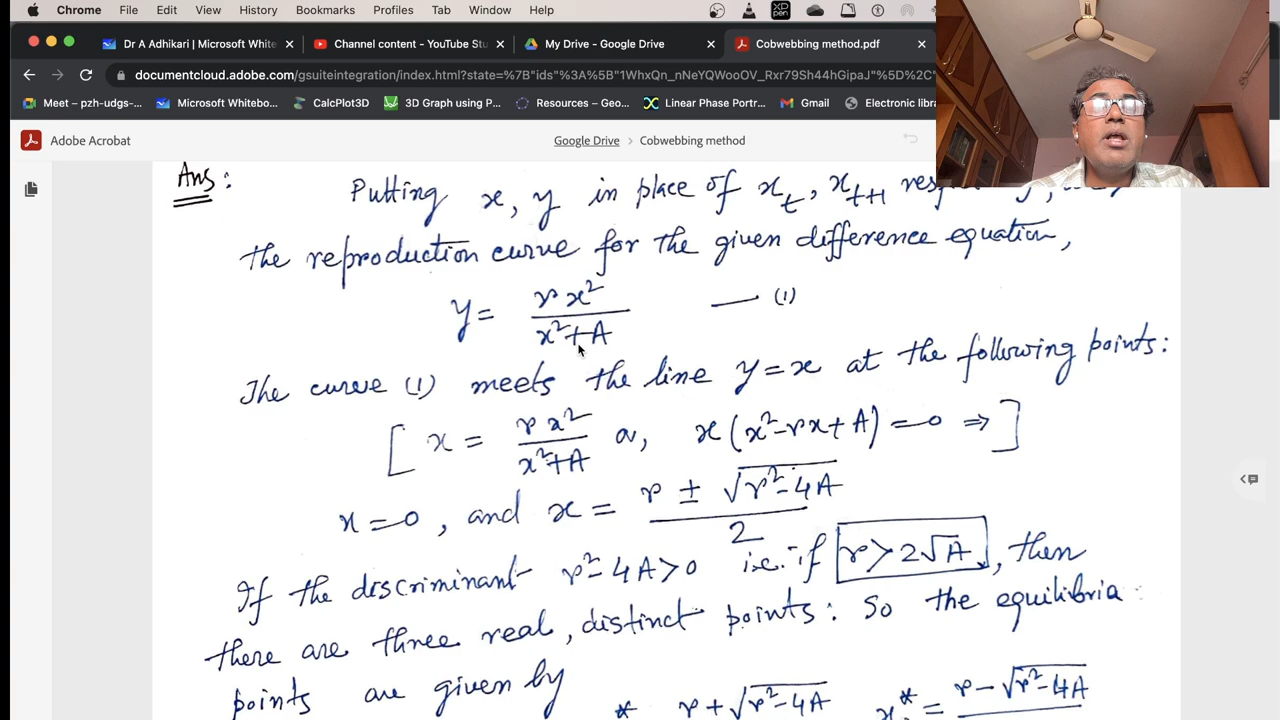 Chrome File Edit View History Bookmarks Profiles Tab Window Help
Dr A Adhikari | Microsoft White × Channel content - YouTube Stu × My Drive - Google Drive × Cobwebbing method.pdf ×
documentcloud.adobe.com/gsuiteintegration/index.html?state=%7B"ids"%3A%5B"1WhxQn_nNeYQWooOV_Rxr79Sh44hGipaJ"%5D%2C"
Meet – pzh-udgs-... Microsoft Whitebo... CalcPlot3D 3D Graph using P... Resources – Geo... Linear Phase Portr... Gmail Electronic
Adobe Acrobat Google Drive Cobwebbing method
Ans:
Putting x, y in place of x_t, x_{t+1}
the reproduction curve for the given difference equation,
y = r x² / (x²+A) — (1)
The curve (1) meets the line y=x at the following points:
[ x = r x² / (x²+A) or, x(x²-rx+A) = 0 ⇒ ]
x=0, and x = (r ± √(r²-4A)) / 2
If the discriminant r²-4A>0 i.e. if r>2√A, then
there are three real, distinct points: So the equilibria
points are given by
* r+√(r²-4A) x* = r-√(r²-4A)